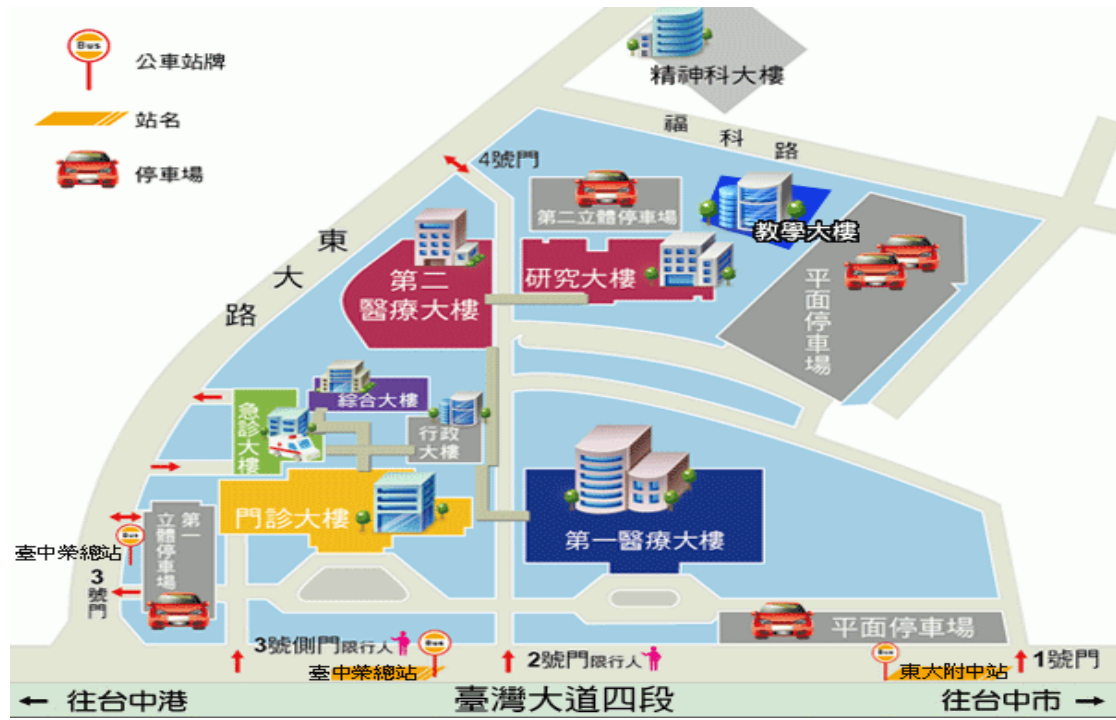 Bus
公車站牌
站名
停車場
精神科大樓
福科路
4號門
第二立體停車場
教學大樓
東大路
第二
醫療大樓
研究大樓
平面停車場
綜合大樓
急診大樓
行政
大樓
門診大樓
第一醫療大樓
第一
立體停車場
Bus
臺中榮總站
3號門
平面停車場
3號側門限行人
Bus
臺中榮總站
2號門限行人
Bus
東大附中站
1號門
← 往台中港
臺灣大道四段
往台中市 →